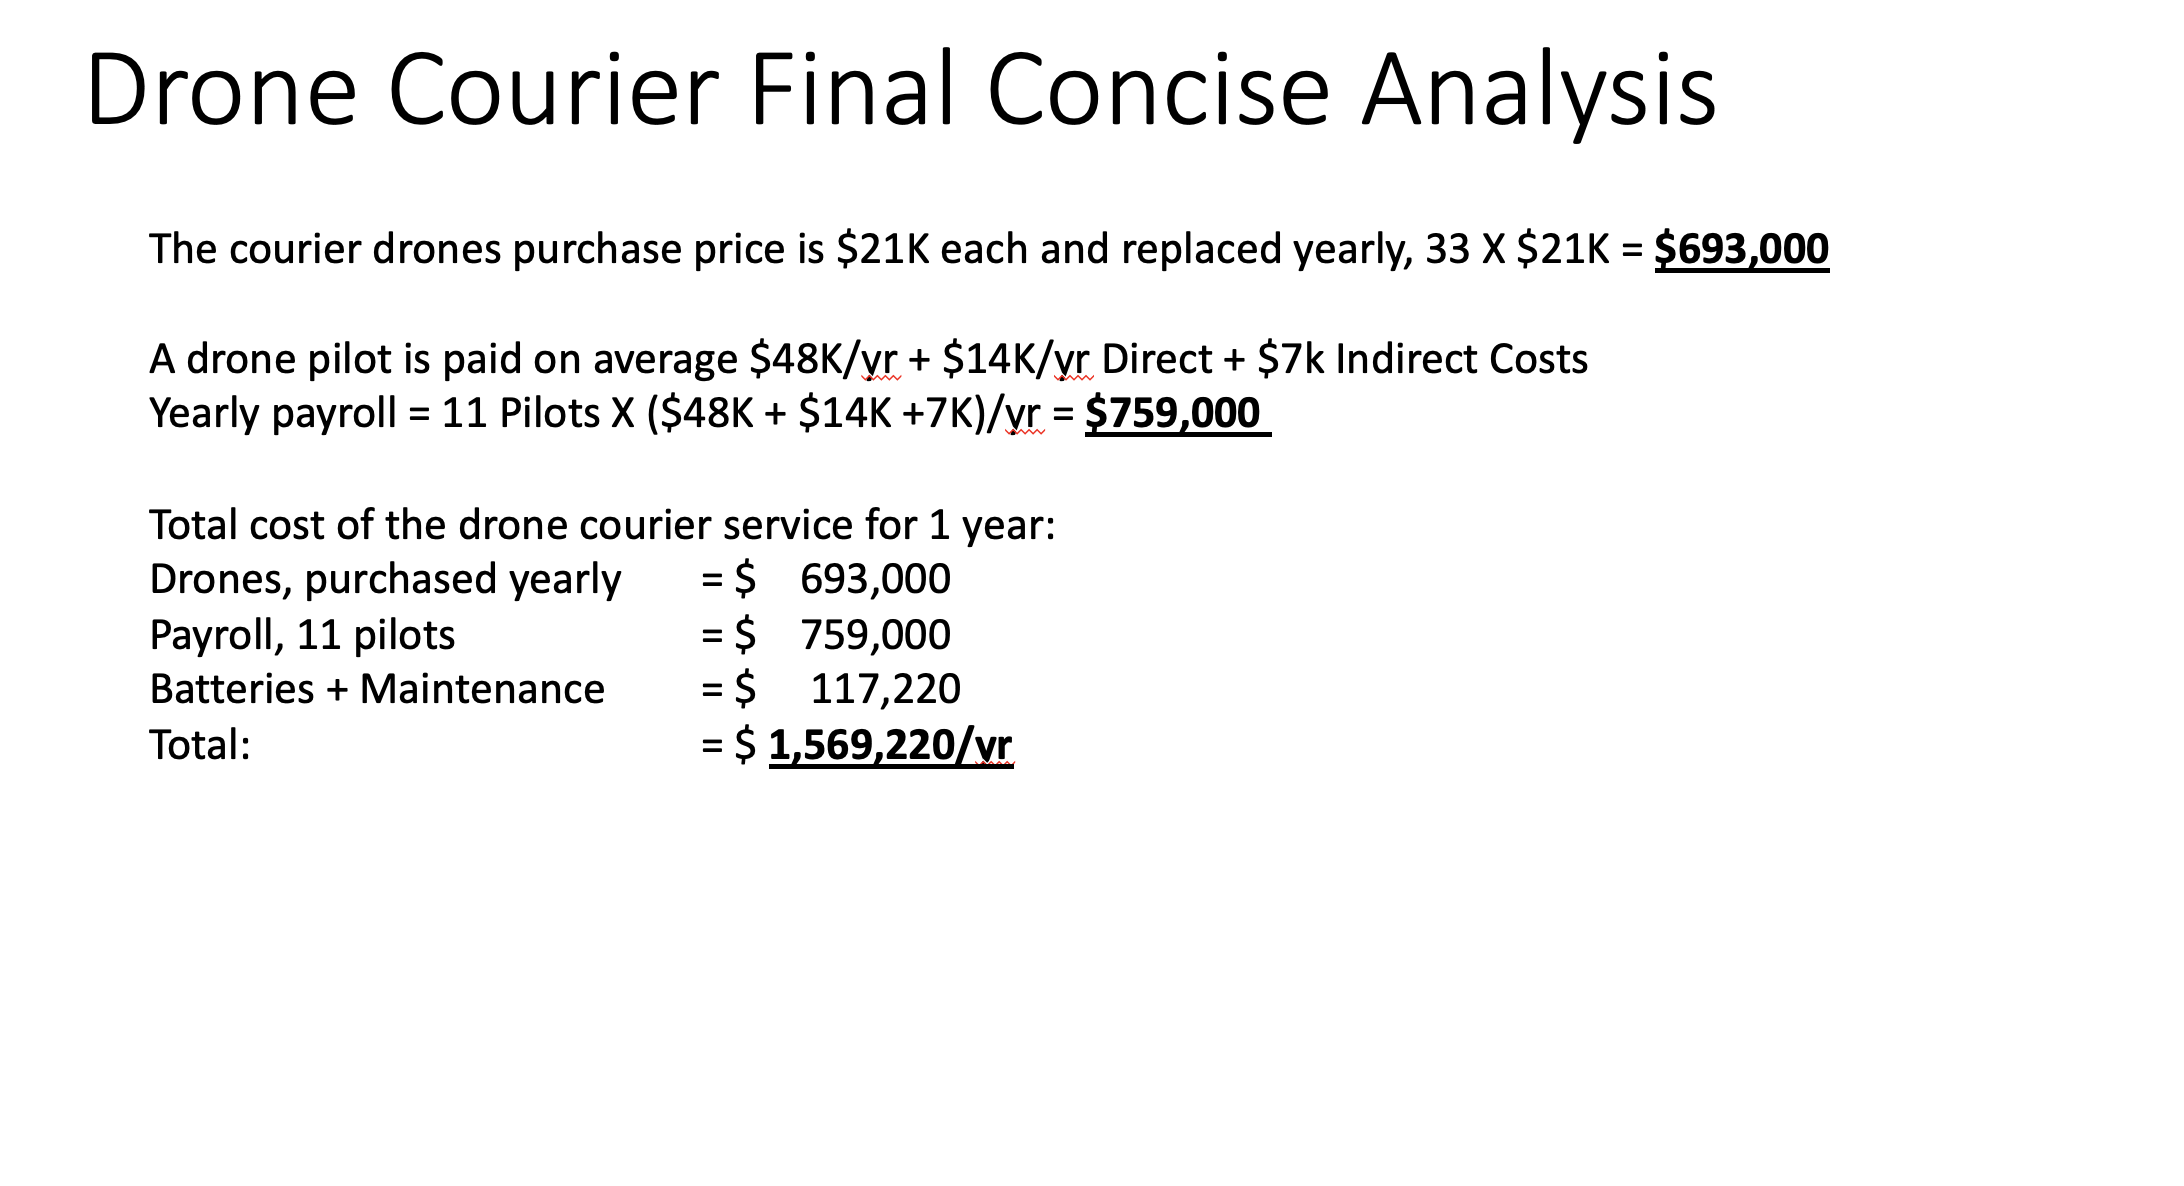 Drone Courier Final Concise Analysis
The courier drones purchase price is $21K each and replaced yearly, 33 X $21K = $693,000
A drone pilot is paid on average $48K/yr + $14K/yr Direct + $7k Indirect Costs
Yearly payroll = 11 Pilots X ($48K + $14K +7K)/yr = $759,000
Total cost of the drone courier service for 1 year:
Drones, purchased yearly = $ 693,000
Payroll, 11 pilots = $ 759,000
Batteries + Maintenance = $ 117,220
Total: = $ 1,569,220/yr